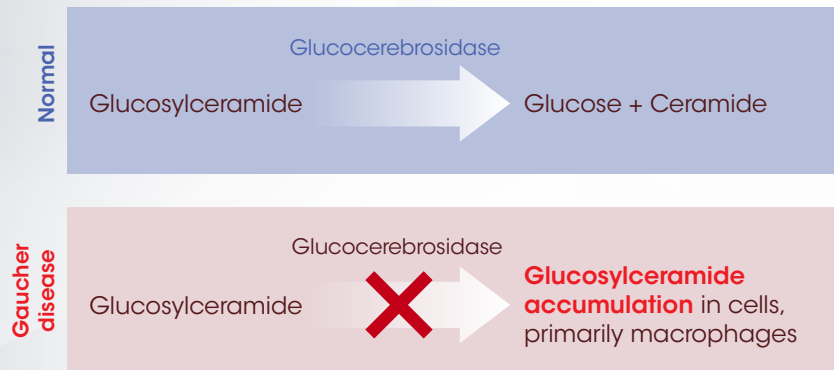 Normal
Glucocerebrosidase
Glucosylceramide
Glucose + Ceramide
Gaucher
disease
Glucocerebrosidase
Glucosylceramide
Glucosylceramide
accumulation in cells,
primarily macrophages